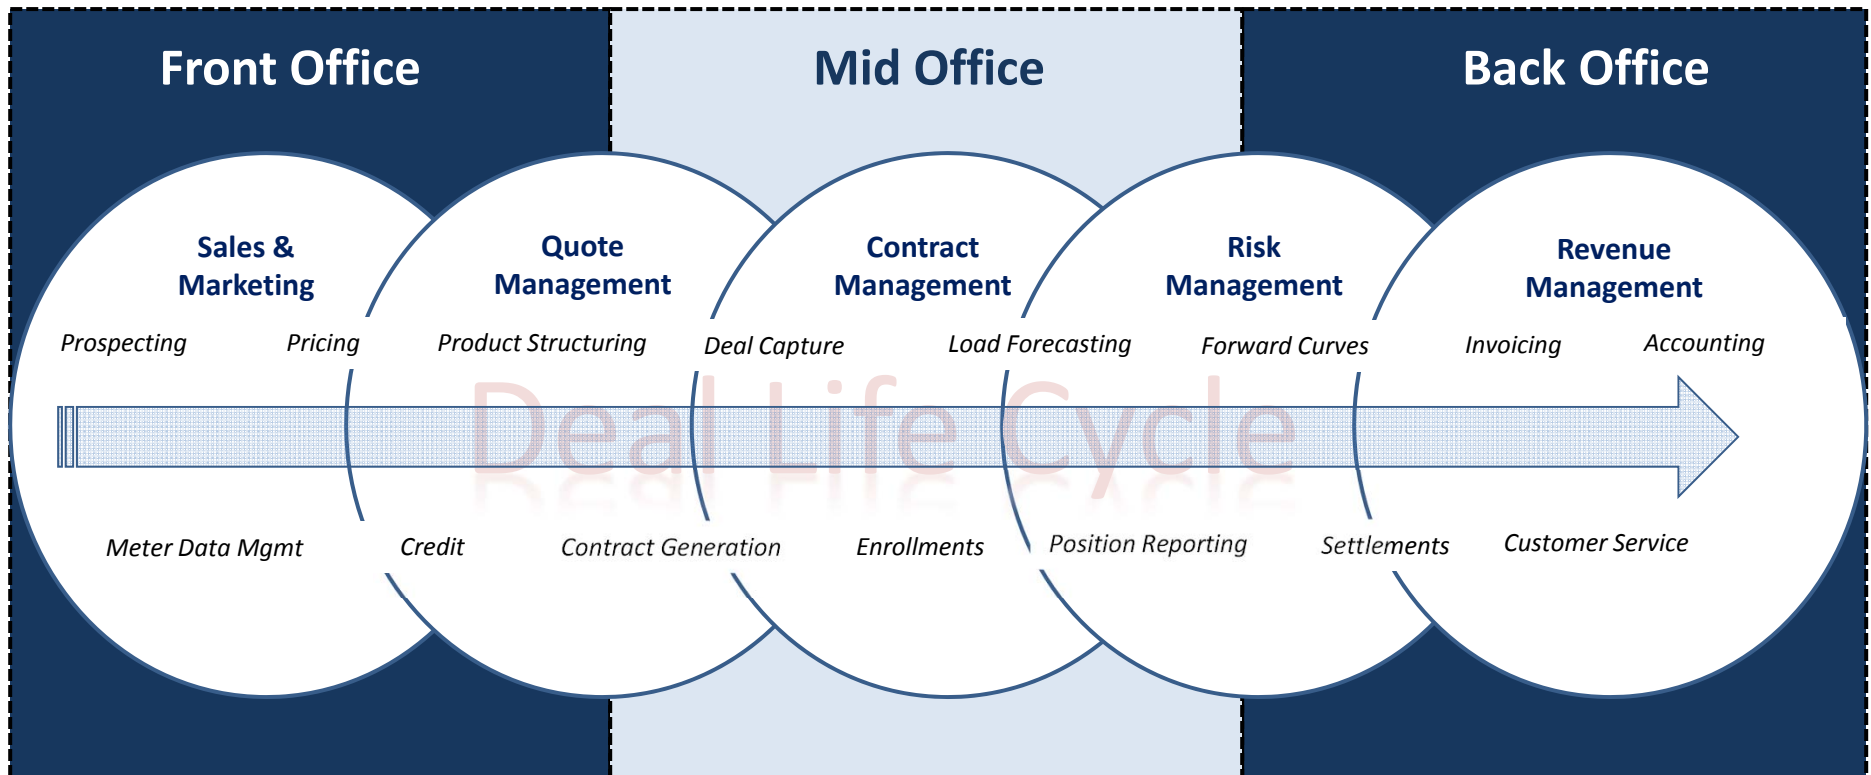 Front Office
Mid Office
Back Office
Sales &
Marketing
Quote
Management
Contract
Management
Risk
Management
Revenue
Management
Prospecting
Pricing
Product Structuring
Deal Capture
Load Forecasting
Forward Curves
Invoicing
Accounting
Deal Life Cycle
Meter Data Mgmt
Credit
Contract Generation
Enrollments
Position Reporting
Settlements
Customer Service